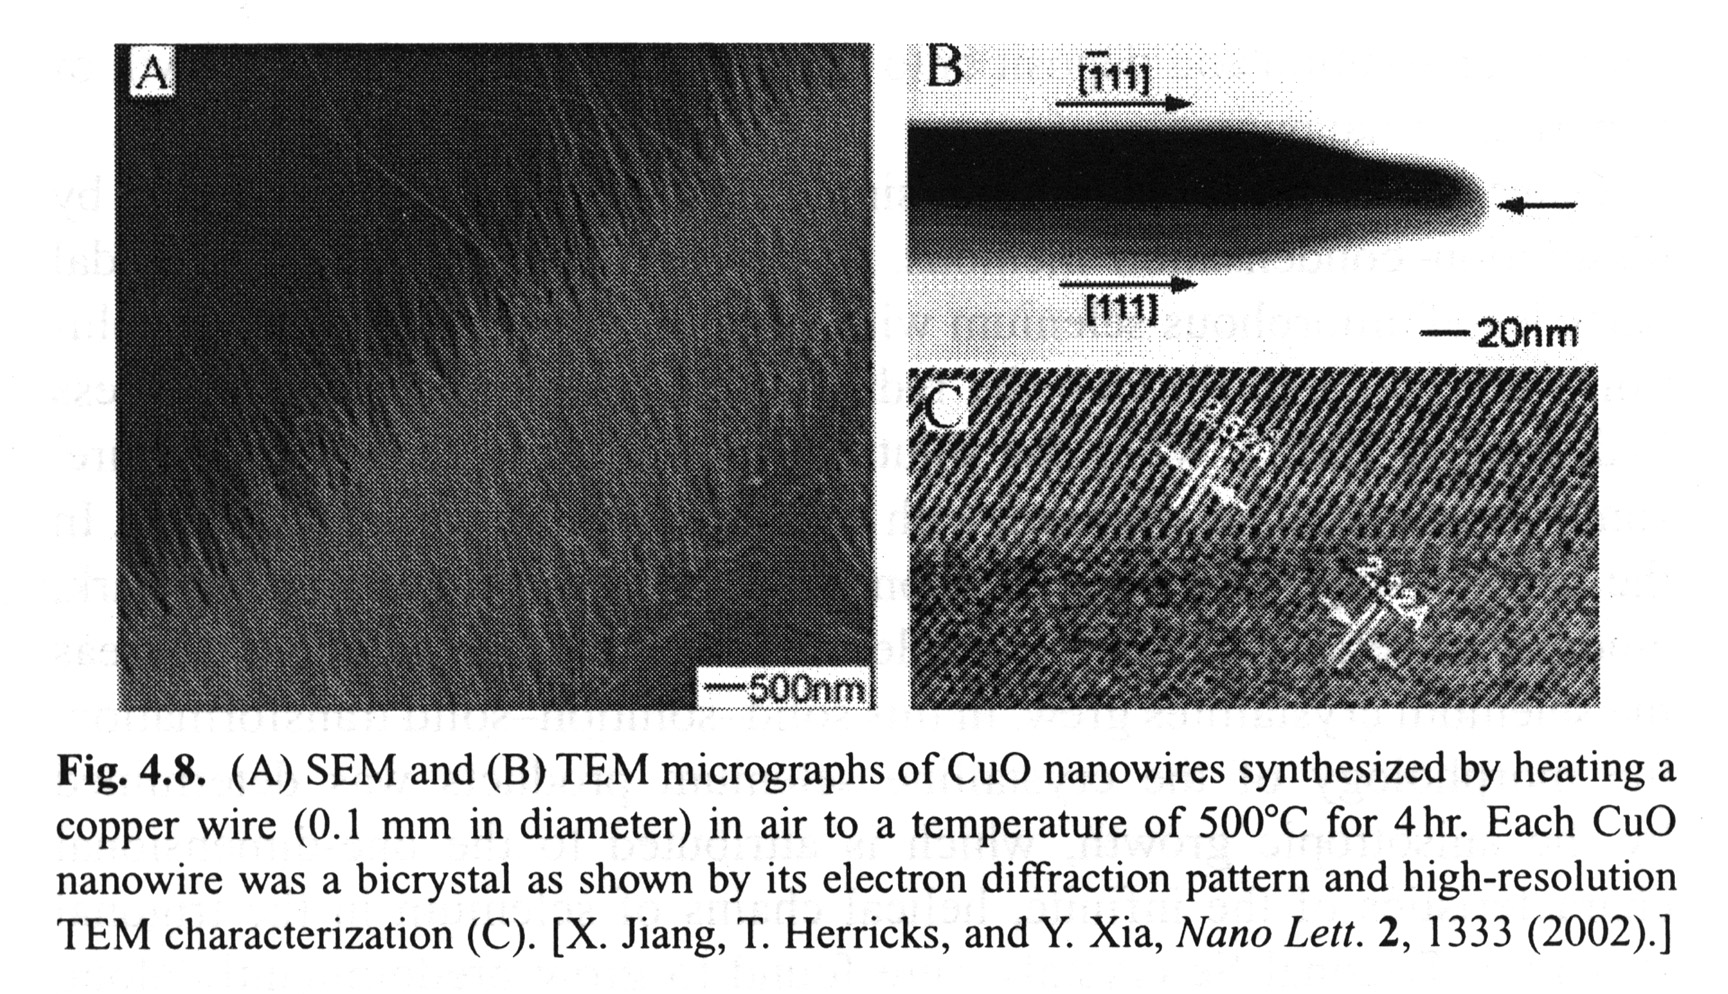 A
B
[1̄11]
[111]
20nm
C
2.62A
2.32A
500nm
Fig. 4.8. (A) SEM and (B) TEM micrographs of CuO nanowires synthesized by heating a
copper wire (0.1 mm in diameter) in air to a temperature of 500°C for 4 hr. Each CuO
nanowire was a bicrystal as shown by its electron diffraction pattern and high-resolution
TEM characterization (C). [X. Jiang, T. Herricks, and Y. Xia, Nano Lett. 2, 1333 (2002).]